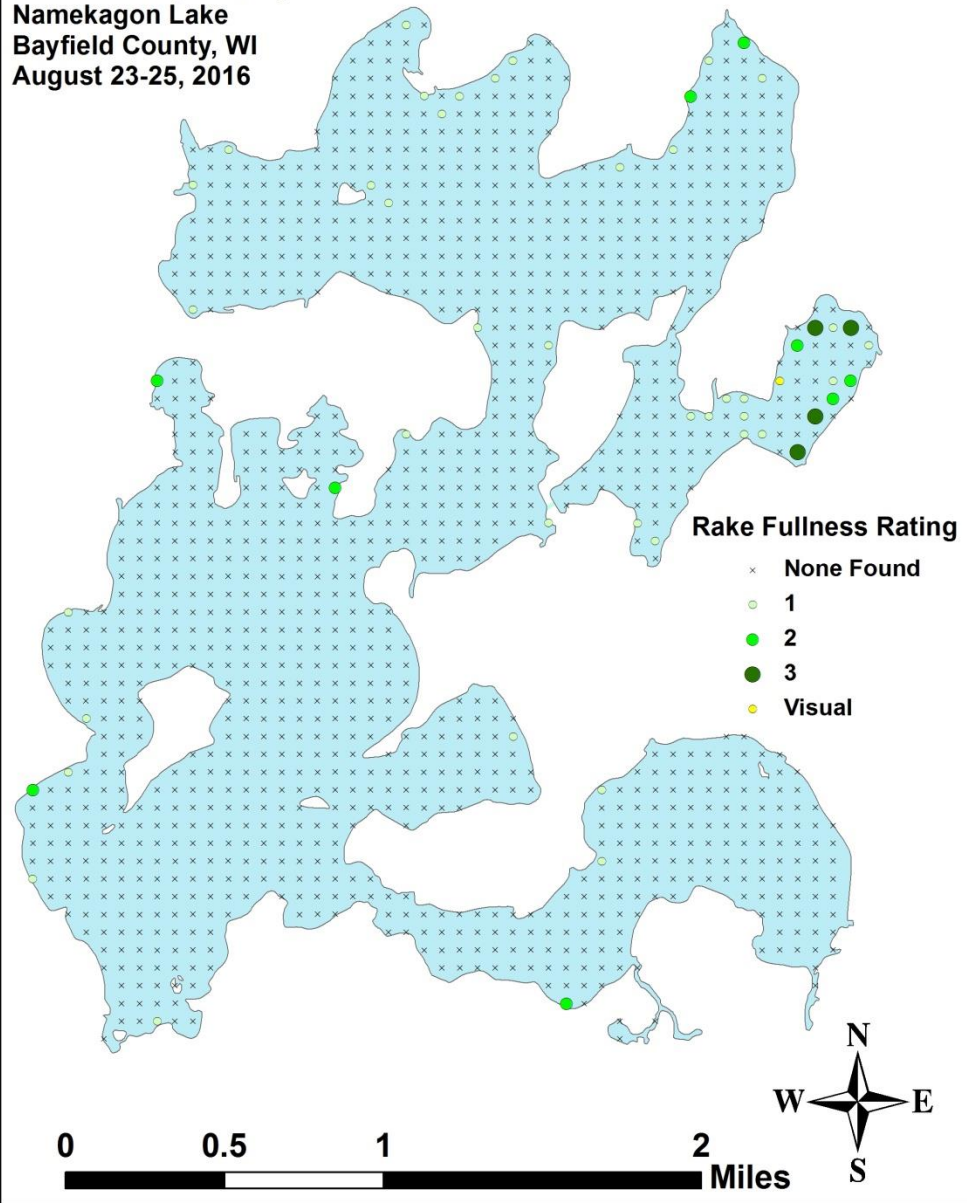 Namekagon Lake
Bayfield County, WI
August 23-25, 2016
Rake Fullness Rating
None Found
1
2
3
Visual
N
W E
S
0 0.5 1 2
Miles